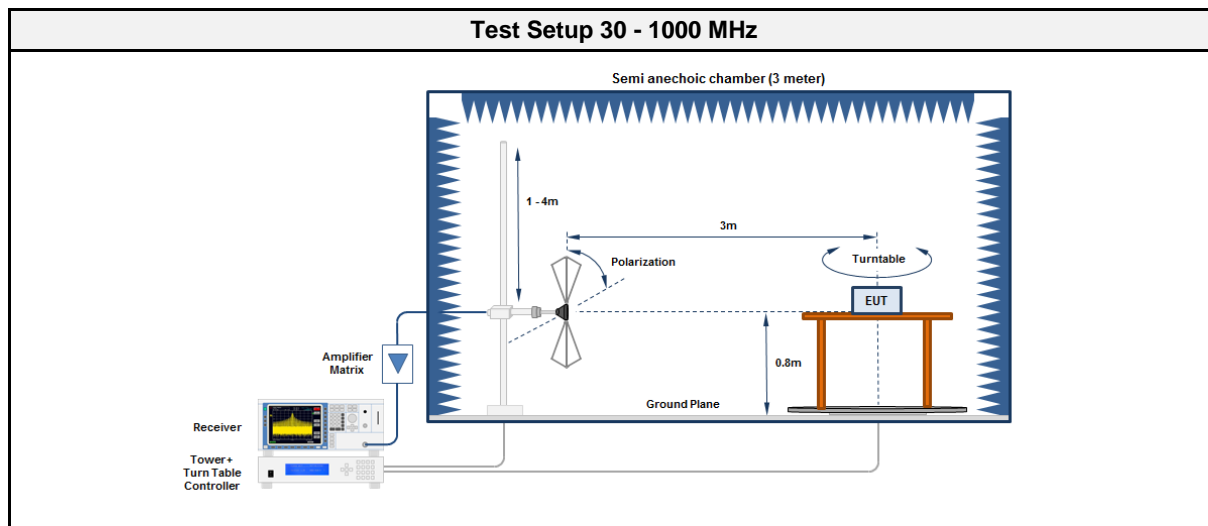 Test Setup 30 - 1000 MHz
Semi anechoic chamber (3 meter)
1 - 4m
3m
Polarization
Turntable
EUT
Amplifier
Matrix
0.8m
Ground Plane
Receiver
Tower+
Turn Table
Controller